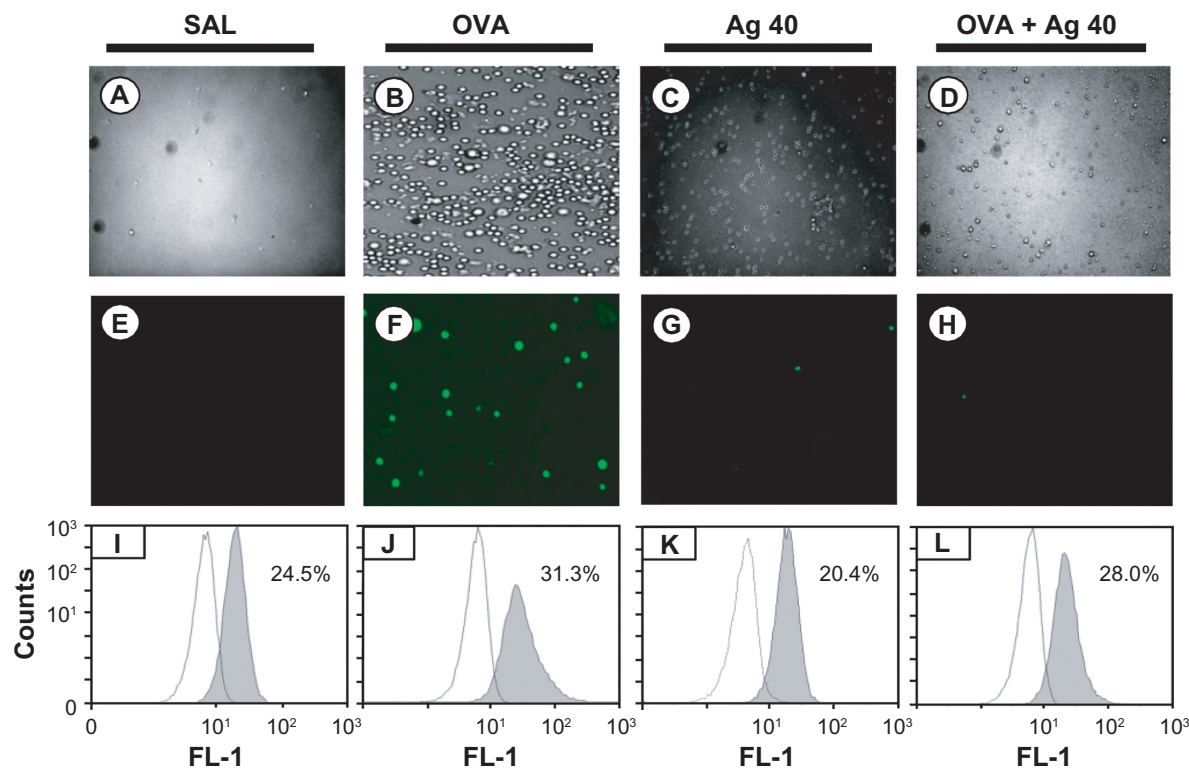 SAL OVA Ag 40 OVA + Ag 40
A B C D
E F G H
I J K L
24.5% 31.3% 20.4% 28.0%
Counts
10³
10²
10¹
0
0 10¹ 10² 10³ 10¹ 10² 10³ 10¹ 10² 10³ 10¹ 10² 10³
FL-1 FL-1 FL-1 FL-1